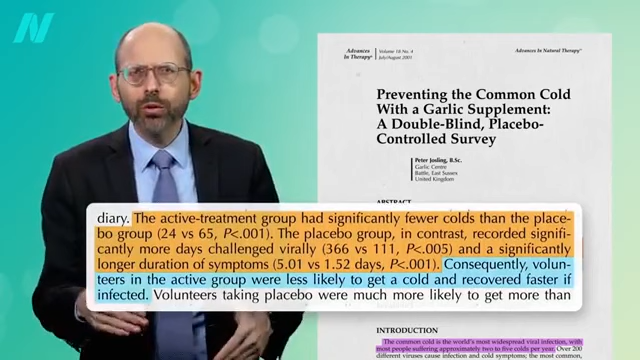 Advances
In Therapy®
Volume 18 No. 4
July/August 2001
Advances In Natural Therapy®
Preventing the Common Cold
With a Garlic Supplement:
A Double-Blind, Placebo-
Controlled Survey
Peter Josling, B.Sc.
Garlic Centre
Battle, East Sussex
United Kingdom
ABSTRACT
diary. The active-treatment group had significantly fewer colds than the place-
bo group (24 vs 65, P<.001). The placebo group, in contrast, recorded signifi-
cantly more days challenged virally (366 vs 111, P<.005) and a significantly
longer duration of symptoms (5.01 vs 1.52 days, P<.001). Consequently, volun-
teers in the active group were less likely to get a cold and recovered faster if
infected. Volunteers taking placebo were much more likely to get more than
INTRODUCTION
The common cold is the world's most widespread viral infection, with
most people suffering approximately two to five colds per year. Over 200
different viruses cause infection and cold symptoms; the most common,